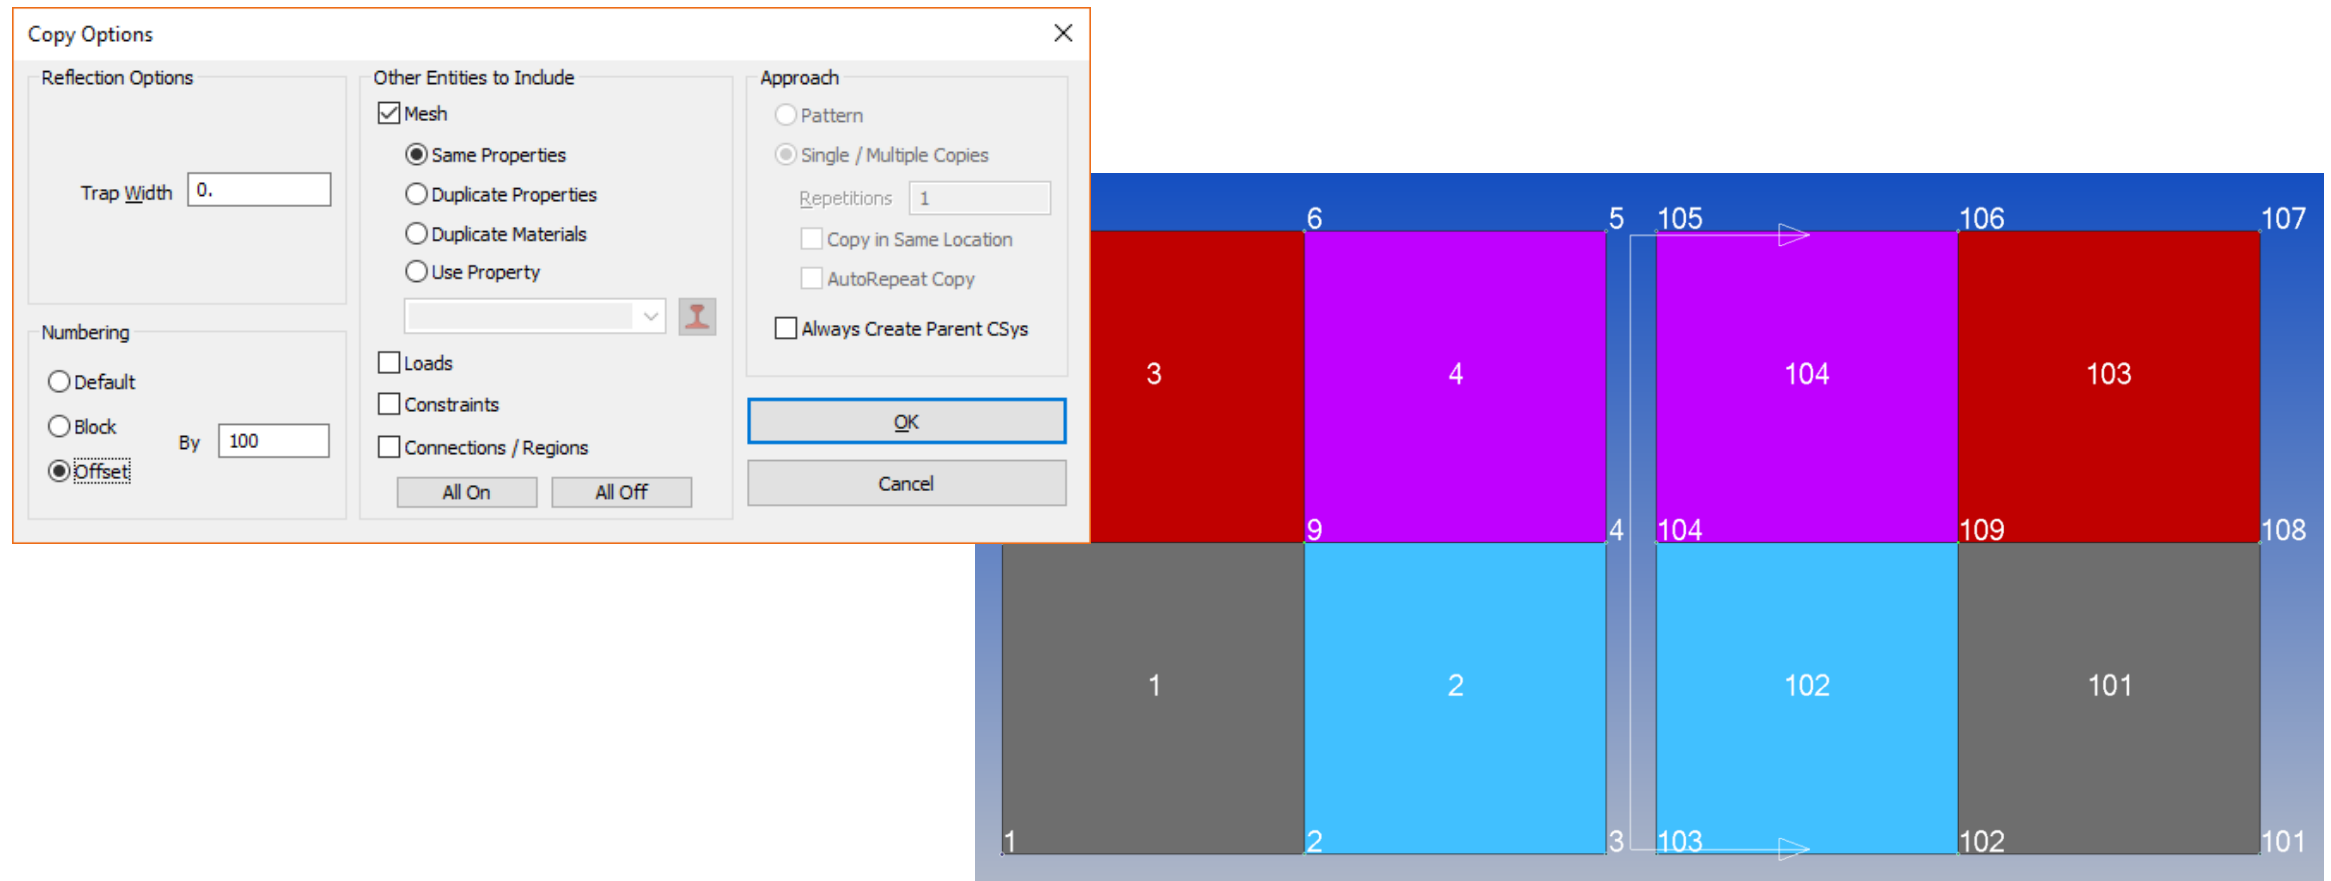 Copy Options
Reflection Options
Trap Width 0.
Numbering
Default
Block
By 100
Offset
Other Entities to Include
Mesh
Same Properties
Duplicate Properties
Duplicate Materials
Use Property
Loads
Constraints
Connections / Regions
All On All Off
Approach
Pattern
Single / Multiple Copies
Repetitions 1
Copy in Same Location
AutoRepeat Copy
Always Create Parent CSys
OK
Cancel
6 5 105 106 107
3 4 104 103
9 4 104 109 108
1 2 102 101
1 2 3 103 102 101